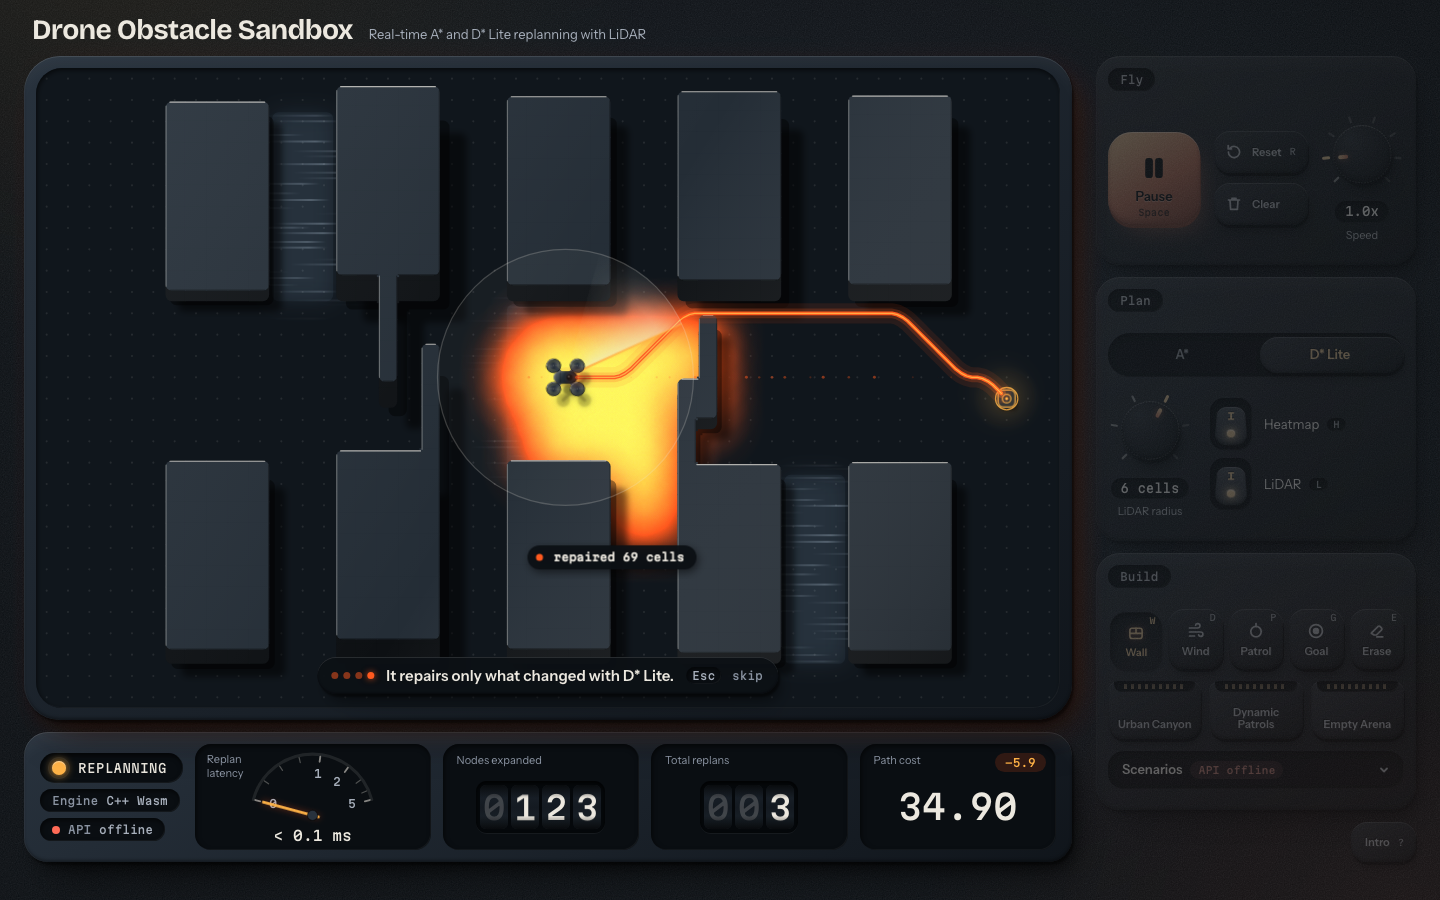 Drone Obstacle Sandbox
Real-time A* and D* Lite replanning with LiDAR
Fly
Pause
Space
Reset R
Clear
1.0x
Speed
Plan
A*
D* Lite
6 cells
LiDAR radius
Heatmap H
LiDAR L
repaired 69 cells
It repairs only what changed with D* Lite. Esc skip
Build
Wall W
Wind D
Patrol P
Goal G
Erase E
Urban Canyon
Dynamic
Patrols
Empty Arena
Scenarios API offline
Intro ?
REPLANNING
Engine C++ Wasm
API offline
Replan
latency
0 1 2 5
< 0.1 ms
Nodes expanded
0123
Total replans
003
Path cost
−5.9
34.90